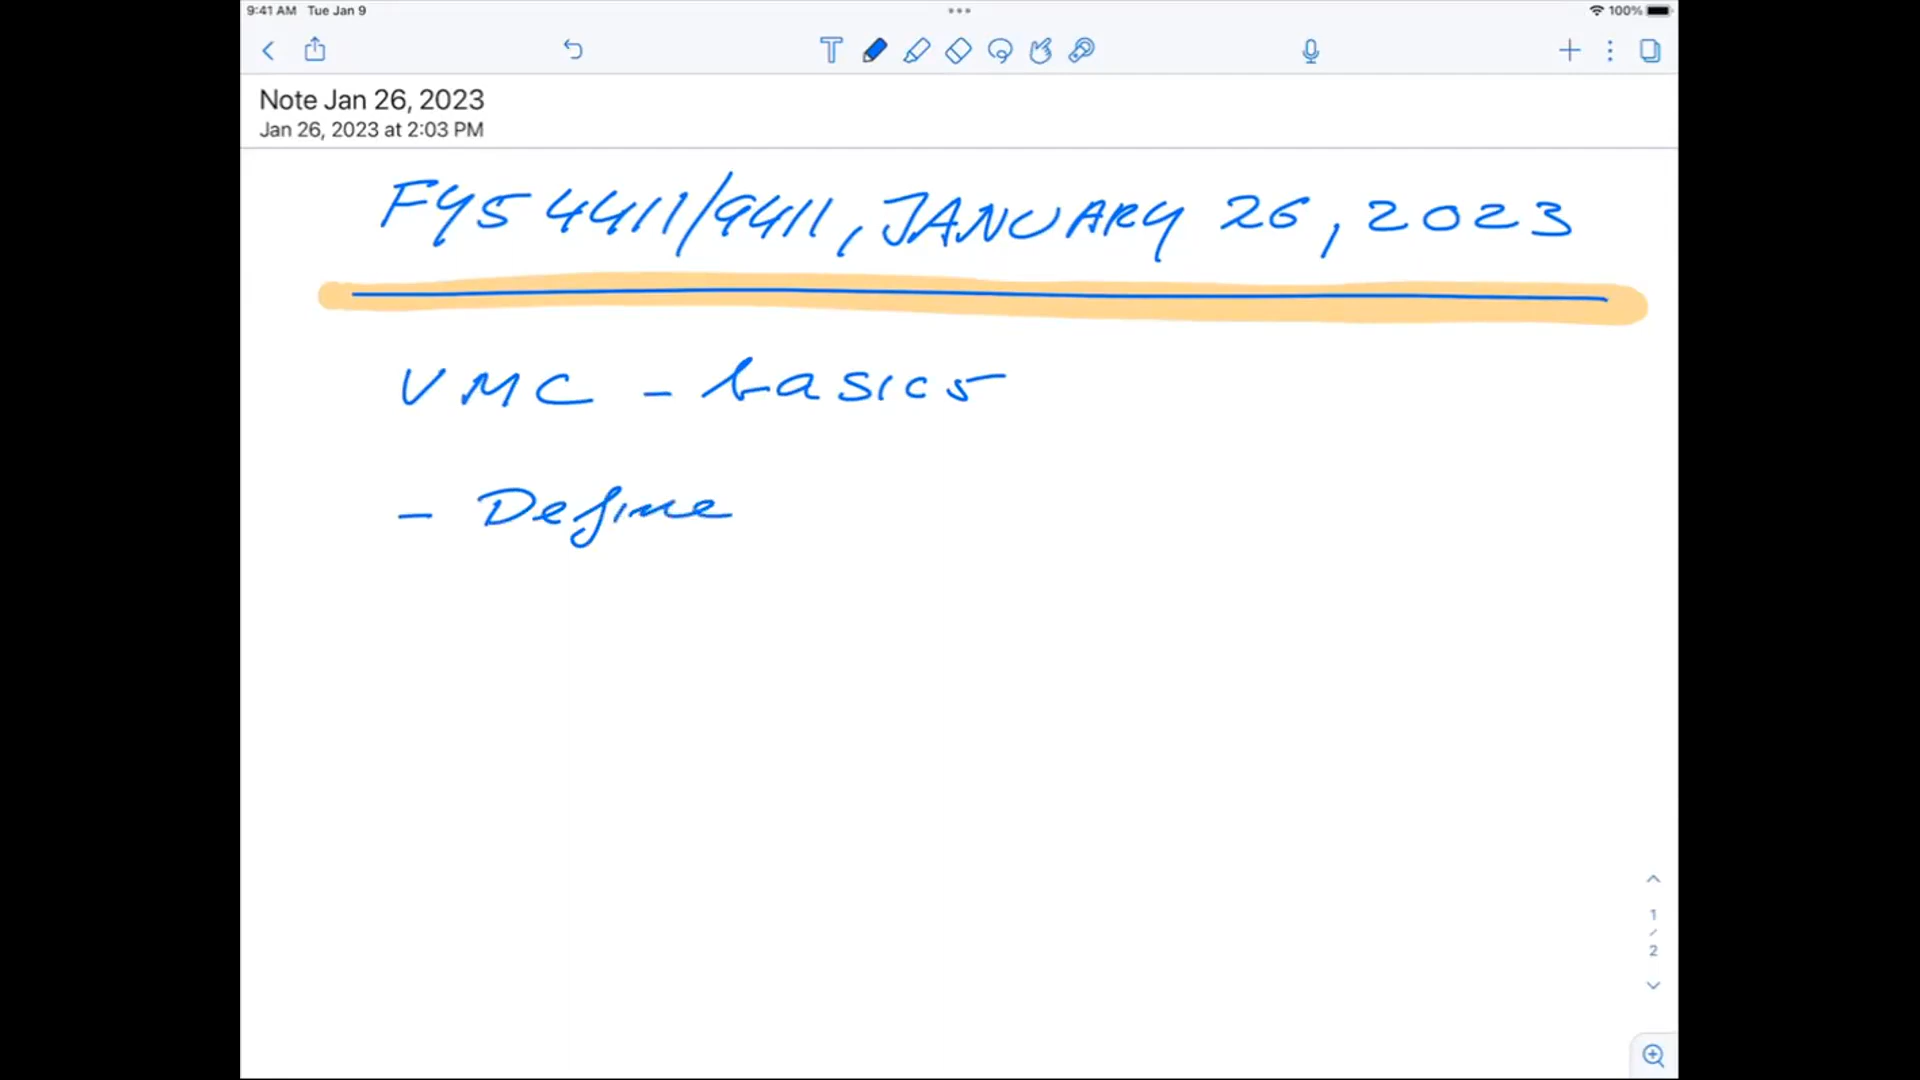 9:41 AM Tue Jan 9
100%
Note Jan 26, 2023
Jan 26, 2023 at 2:03 PM
FYS 4411/9411, JANUARY 26, 2023
VMC - basics
- Define
1
/
2